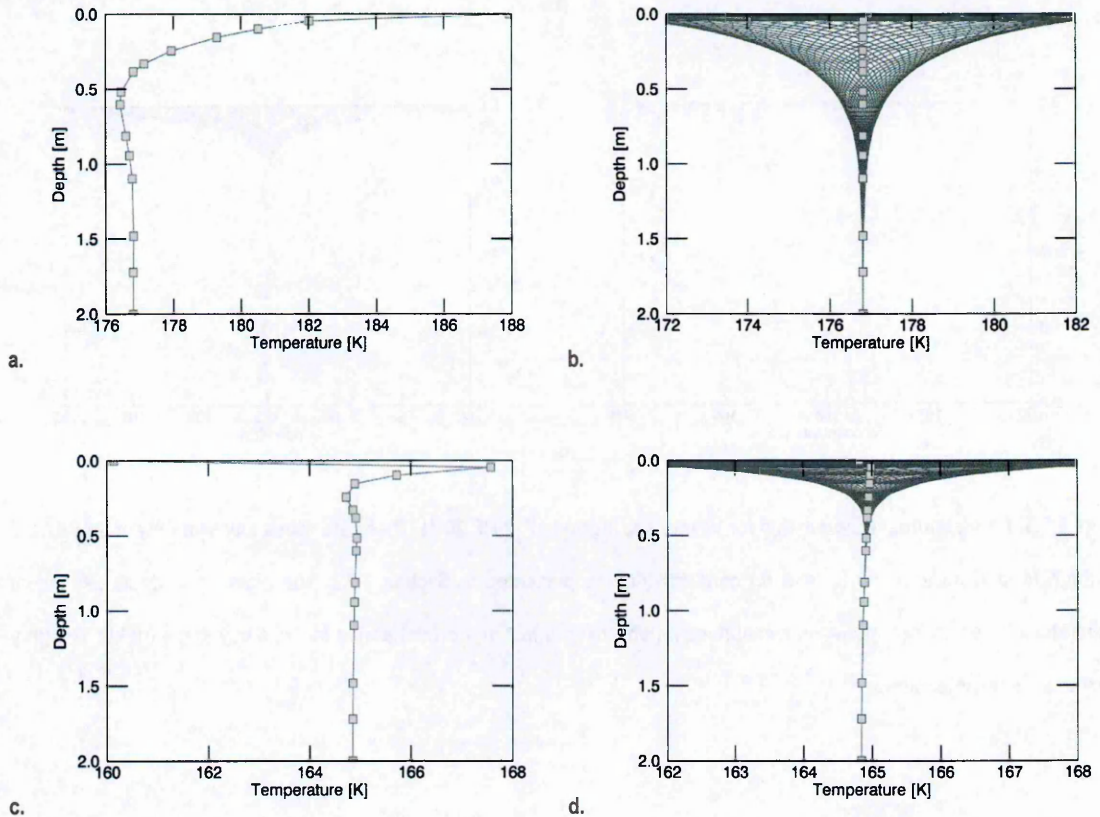 0.0
0.5
1.0
1.5
2.0
Depth [m]
176 178 180 182 184 186 188
Temperature [K]
a.
0.0
0.5
1.0
1.5
2.0
Depth [m]
172 174 176 178 180 182
Temperature [K]
b.
0.0
0.5
1.0
1.5
2.0
Depth [m]
160 162 164 166 168
Temperature [K]
c.
0.0
0.5
1.0
1.5
2.0
Depth [m]
162 163 164 165 166 167 168
Temperature [K]
d.